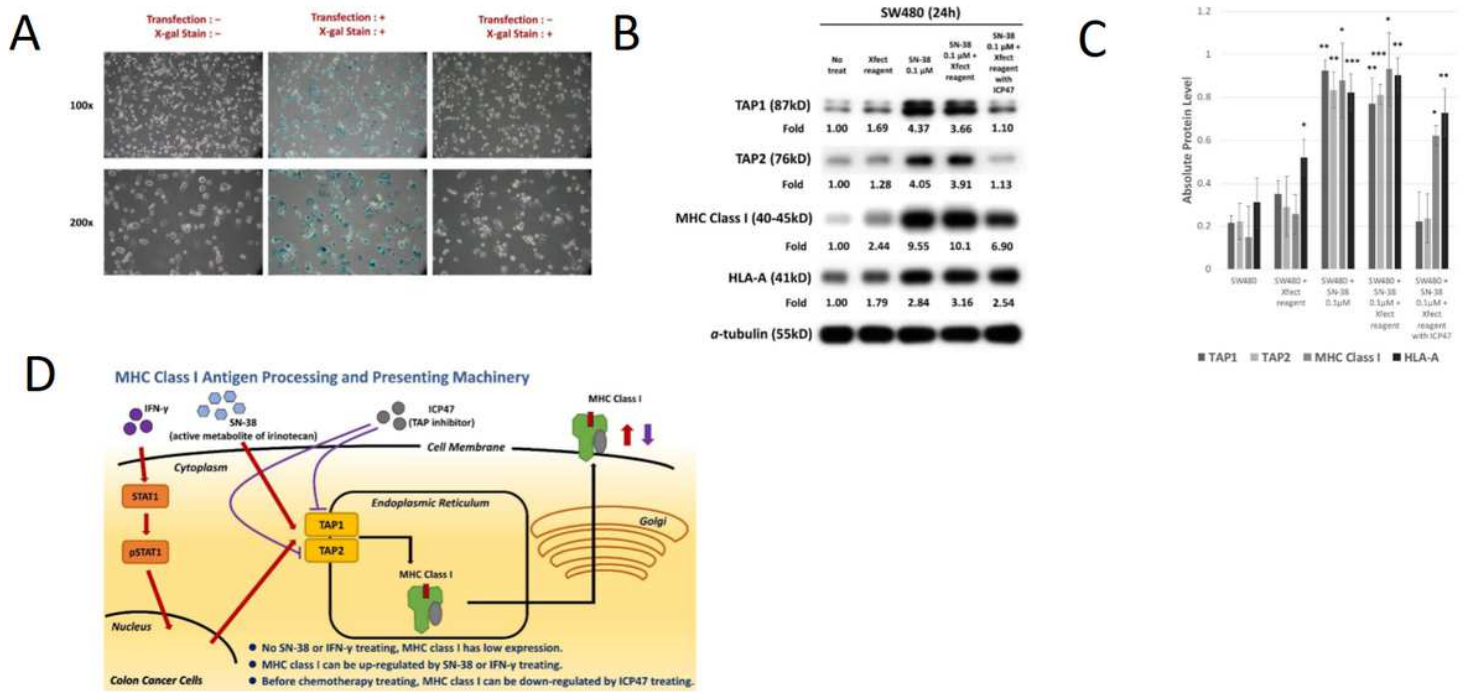 A
Transfection : –
X-gal Stain : –
Transfection : +
X-gal Stain : +
Transfection : –
X-gal Stain : +
100x
200x
B
SW480 (24h)
No treat
Xfect reagent
SN-38 0.1 μM
SN-38 0.1 μM + Xfect reagent
SN-38 0.1 μM + Xfect reagent with ICP47
TAP1 (87kD)
Fold 1.00 1.69 4.37 3.66 1.10
TAP2 (76kD)
Fold 1.00 1.28 4.05 3.91 1.13
MHC Class I (40-45kD)
Fold 1.00 2.44 9.55 10.1 6.90
HLA-A (41kD)
Fold 1.00 1.79 2.84 3.16 2.54
α-tubulin (55kD)
C
Absolute Protein Level
1.2
1
0.8
0.6
0.4
0.2
0
*
** ** * ***
** *** * **
* **
SW480
SW480 + Xfect reagent
SW480 + SN-38 0.1μM
SW480 + SN-38 0.1μM + Xfect reagent
SW480 + SN-38 0.1μM + Xfect reagent with ICP47
TAP1 TAP2 MHC Class I HLA-A
D
MHC Class I Antigen Processing and Presenting Machinery
IFN-γ
SN-38
(active metabolite of irinotecan)
ICP47
(TAP inhibitor)
MHC Class I
Cell Membrane
Cytoplasm
STAT1
pSTAT1
Endoplasmic Reticulum
TAP1
TAP2
MHC Class I
Golgi
Nucleus
Colon Cancer Cells
● No SN-38 or IFN-γ treating, MHC class I has low expression.
● MHC class I can be up-regulated by SN-38 or IFN-γ treating.
● Before chemotherapy treating, MHC class I can be down-regulated by ICP47 treating.